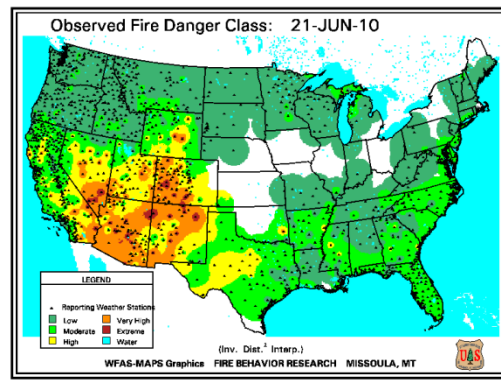 Observed Fire Danger Class: 21-JUN-10
LEGEND
Reporting Weather Stations
Low
Very High
Moderate
Extreme
High
Water
(Inv. Dist.² Interp.)
WFAS-MAPS Graphics FIRE BEHAVIOR RESEARCH MISSOULA, MT
UAS